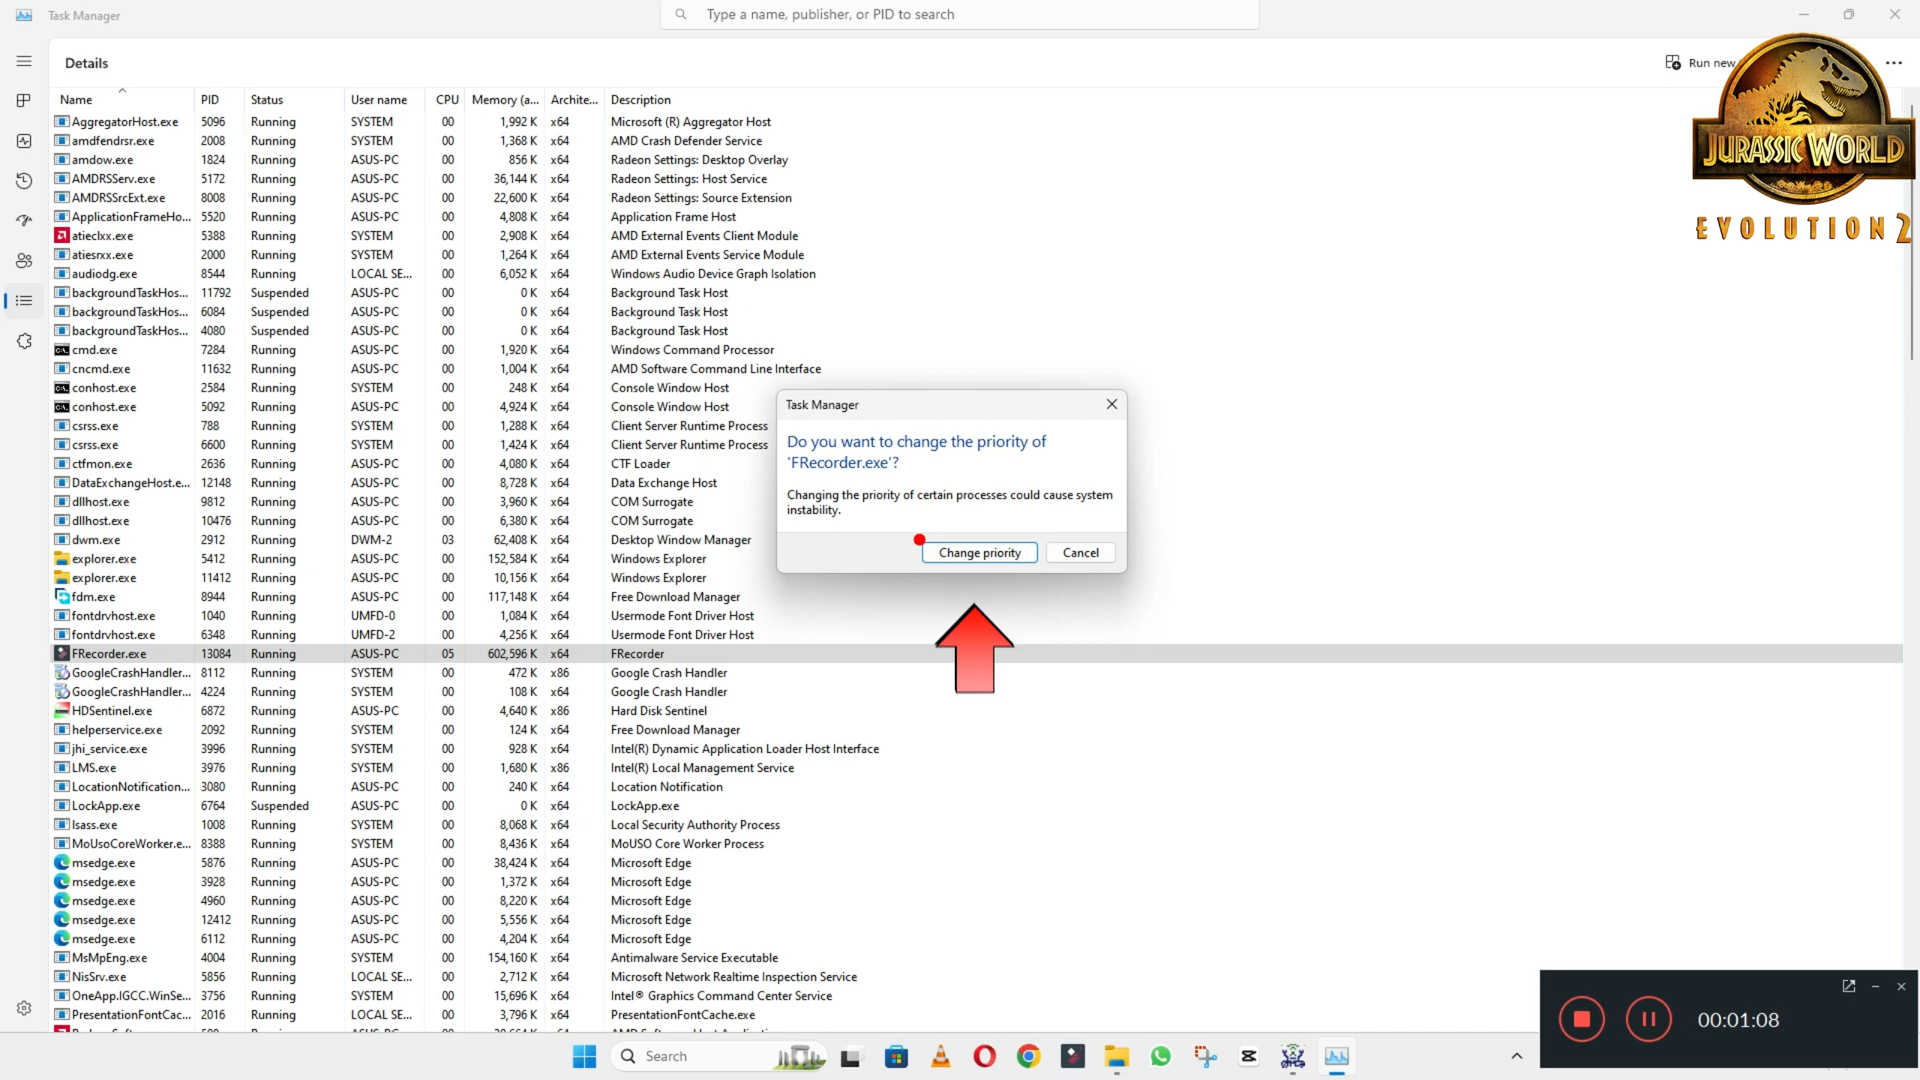 Task Manager
Type a name, publisher, or PID to search
Details
Run new
JURASSIC WORLD
EVOLUTION 2
Name PID Status User name CPU Memory (a... Archite... Description
AggregatorHost.exe 5096 Running SYSTEM 00 1,992 K x64 Microsoft (R) Aggregator Host
amdfendrsr.exe 2008 Running SYSTEM 00 1,368 K x64 AMD Crash Defender Service
amdow.exe 1824 Running ASUS-PC 00 856 K x64 Radeon Settings: Desktop Overlay
AMDRSServ.exe 5172 Running ASUS-PC 00 36,144 K x64 Radeon Settings: Host Service
AMDRSSrcExt.exe 8008 Running ASUS-PC 00 22,600 K x64 Radeon Settings: Source Extension
ApplicationFrameHo... 5520 Running ASUS-PC 00 4,808 K x64 Application Frame Host
atieclxx.exe 5388 Running SYSTEM 00 2,908 K x64 AMD External Events Client Module
atiesrxx.exe 2000 Running SYSTEM 00 1,264 K x64 AMD External Events Service Module
audiodg.exe 8544 Running LOCAL SE... 00 6,052 K x64 Windows Audio Device Graph Isolation
backgroundTaskHos... 11792 Suspended ASUS-PC 00 0 K x64 Background Task Host
backgroundTaskHos... 6084 Suspended ASUS-PC 00 0 K x64 Background Task Host
backgroundTaskHos... 4080 Suspended ASUS-PC 00 0 K x64 Background Task Host
cmd.exe 7284 Running ASUS-PC 00 1,920 K x64 Windows Command Processor
cncmd.exe 11632 Running ASUS-PC 00 1,004 K x64 AMD Software Command Line Interface
conhost.exe 2584 Running SYSTEM 00 248 K x64 Console Window Host
conhost.exe 5092 Running ASUS-PC 00 4,924 K x64 Console Window Host
csrss.exe 788 Running SYSTEM 00 1,288 K x64 Client Server Runtime Process
csrss.exe 6600 Running SYSTEM 00 1,424 K x64 Client Server Runtime Process
ctfmon.exe 2636 Running ASUS-PC 00 4,080 K x64 CTF Loader
DataExchangeHost.e... 12148 Running ASUS-PC 00 8,728 K x64 Data Exchange Host
dllhost.exe 9812 Running ASUS-PC 00 3,960 K x64 COM Surrogate
dllhost.exe 10476 Running ASUS-PC 00 6,380 K x64 COM Surrogate
dwm.exe 2912 Running DWM-2 03 62,408 K x64 Desktop Window Manager
explorer.exe 5412 Running ASUS-PC 00 152,584 K x64 Windows Explorer
explorer.exe 11412 Running ASUS-PC 00 10,156 K x64 Windows Explorer
fdm.exe 8944 Running ASUS-PC 00 117,148 K x64 Free Download Manager
fontdrvhost.exe 1040 Running UMFD-0 00 1,084 K x64 Usermode Font Driver Host
fontdrvhost.exe 6348 Running UMFD-2 00 4,256 K x64 Usermode Font Driver Host
FRecorder.exe 13084 Running ASUS-PC 05 602,596 K x64 FRecorder
GoogleCrashHandler... 8112 Running SYSTEM 00 472 K x86 Google Crash Handler
GoogleCrashHandler... 4224 Running SYSTEM 00 108 K x64 Google Crash Handler
HDSentinel.exe 6872 Running ASUS-PC 00 4,640 K x86 Hard Disk Sentinel
helperservice.exe 2092 Running SYSTEM 00 124 K x64 Free Download Manager
jhi_service.exe 3996 Running SYSTEM 00 928 K x64 Intel(R) Dynamic Application Loader Host Interface
LMS.exe 3976 Running SYSTEM 00 1,680 K x86 Intel(R) Local Management Service
LocationNotification... 3080 Running ASUS-PC 00 240 K x64 Location Notification
LockApp.exe 6764 Suspended ASUS-PC 00 0 K x64 LockApp.exe
lsass.exe 1008 Running SYSTEM 00 8,068 K x64 Local Security Authority Process
MoUsoCoreWorker.e... 8388 Running SYSTEM 00 8,436 K x64 MoUSO Core Worker Process
msedge.exe 5876 Running ASUS-PC 00 38,424 K x64 Microsoft Edge
msedge.exe 3928 Running ASUS-PC 00 1,372 K x64 Microsoft Edge
msedge.exe 4960 Running ASUS-PC 00 8,220 K x64 Microsoft Edge
msedge.exe 12412 Running ASUS-PC 00 5,556 K x64 Microsoft Edge
msedge.exe 6112 Running ASUS-PC 00 4,204 K x64 Microsoft Edge
MsMpEng.exe 4004 Running SYSTEM 00 154,160 K x64 Antimalware Service Executable
NisSrv.exe 5856 Running LOCAL SE... 00 2,712 K x64 Microsoft Network Realtime Inspection Service
OneApp.IGCC.WinSe... 3756 Running SYSTEM 00 15,696 K x64 Intel® Graphics Command Center Service
PresentationFontCac... 2016 Running LOCAL SE... 00 3,796 K x64 PresentationFontCache.exe
Task Manager
Do you want to change the priority of
'FRecorder.exe'?
Changing the priority of certain processes could cause system
instability.
Change priority Cancel
00:01:08
Search